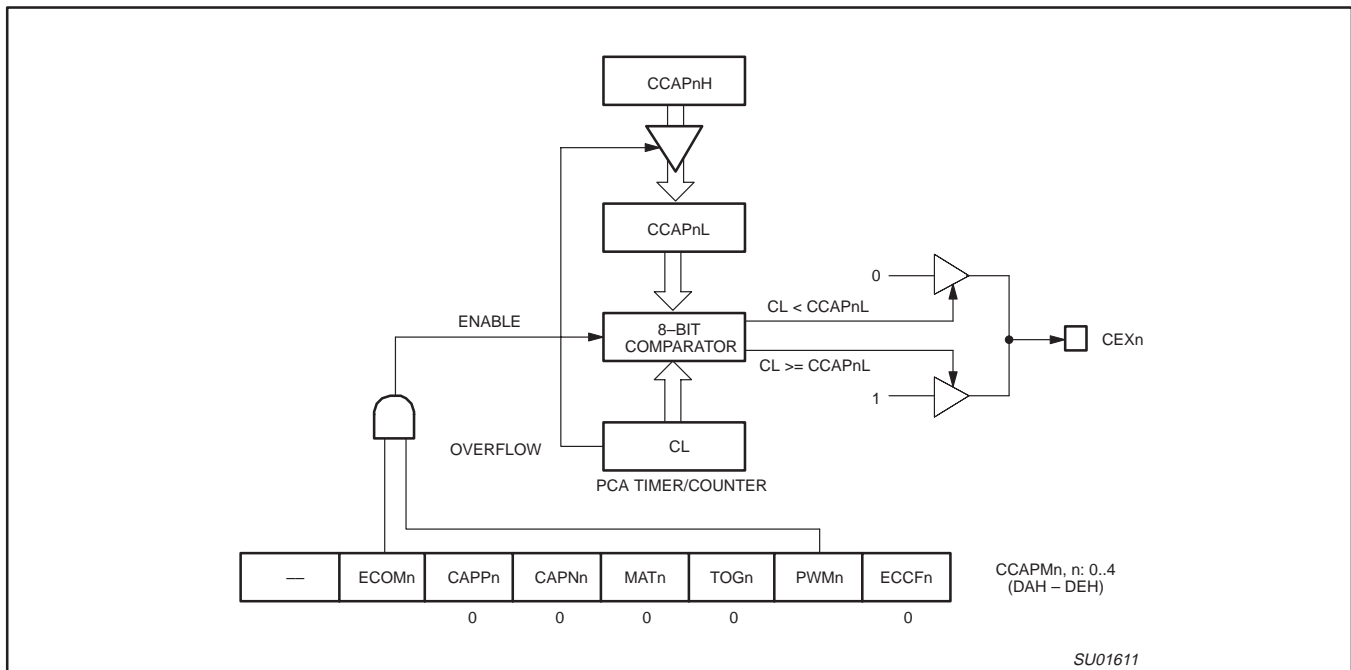 CCAPnH
CCAPnL
0
CL < CCAPnL
ENABLE
8–BIT
COMPARATOR
CEXn
CL >= CCAPnL
1
OVERFLOW
CL
PCA TIMER/COUNTER
— ECOMn CAPPn CAPNn MATn TOGn PWMn ECCFn
CCAPMn, n: 0..4
(DAH – DEH)
0 0 0 0 0
SU01611